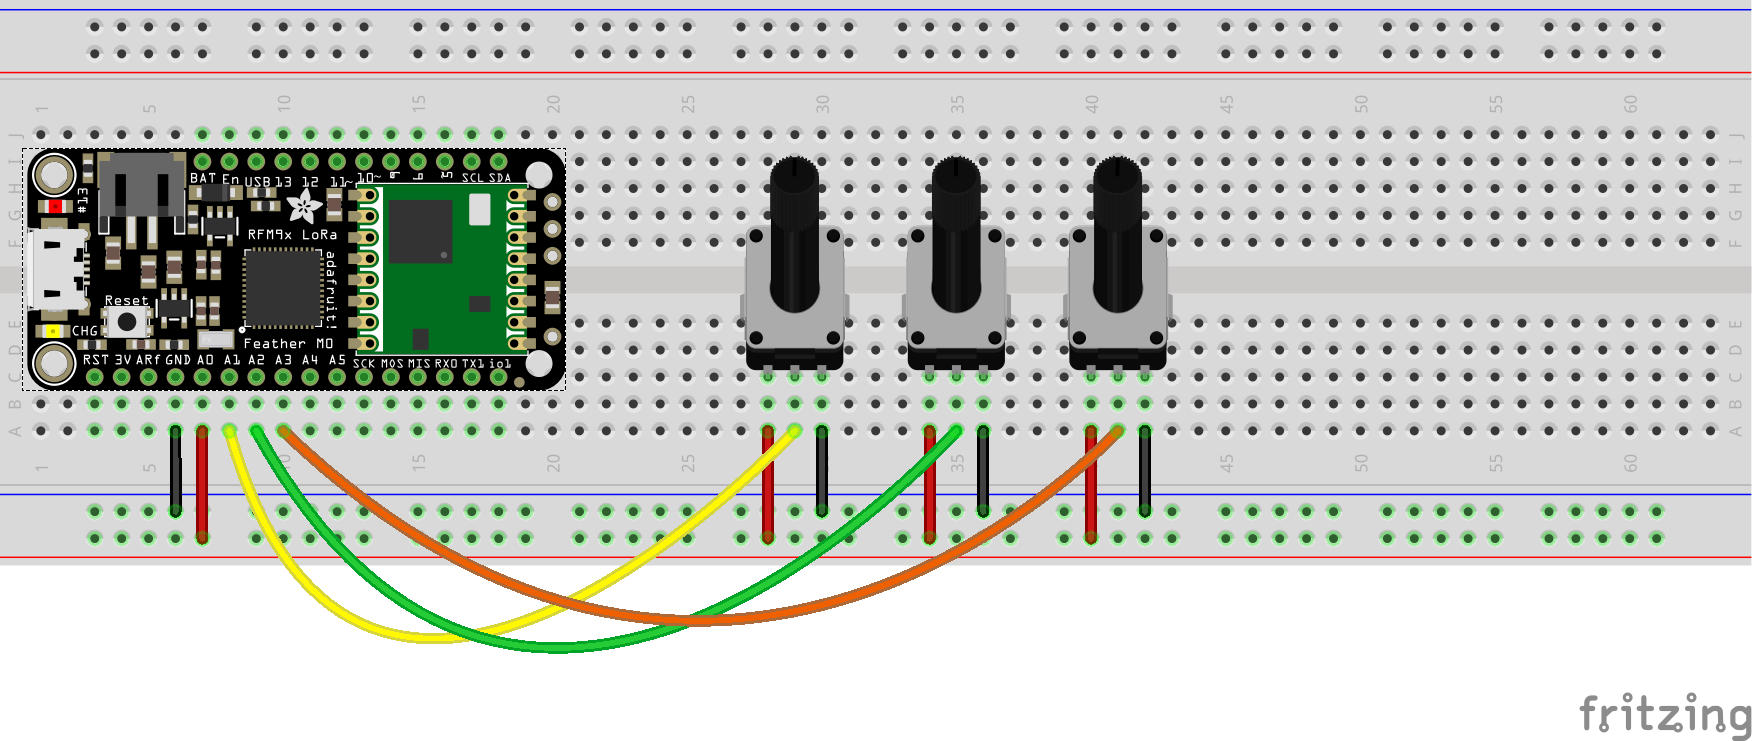 1 5 10 15 20 25 30 35 40 45 50 55 60
J J
I I
H H
G G
F F
E E
D D
C C
B B
A A
BAT En USB 13 12 11~ 10~ 9 6 5 SCL SDA
#13
RFM9x LoRa
adafruit!
Reset
CHG
Feather M0
RST 3V ARf GND A0 A1 A2 A3 A4 A5 SCK MOS MIS RX0 TX1 io1
1 5 10 15 20 25 30 35 45 50 55 60
fritzing